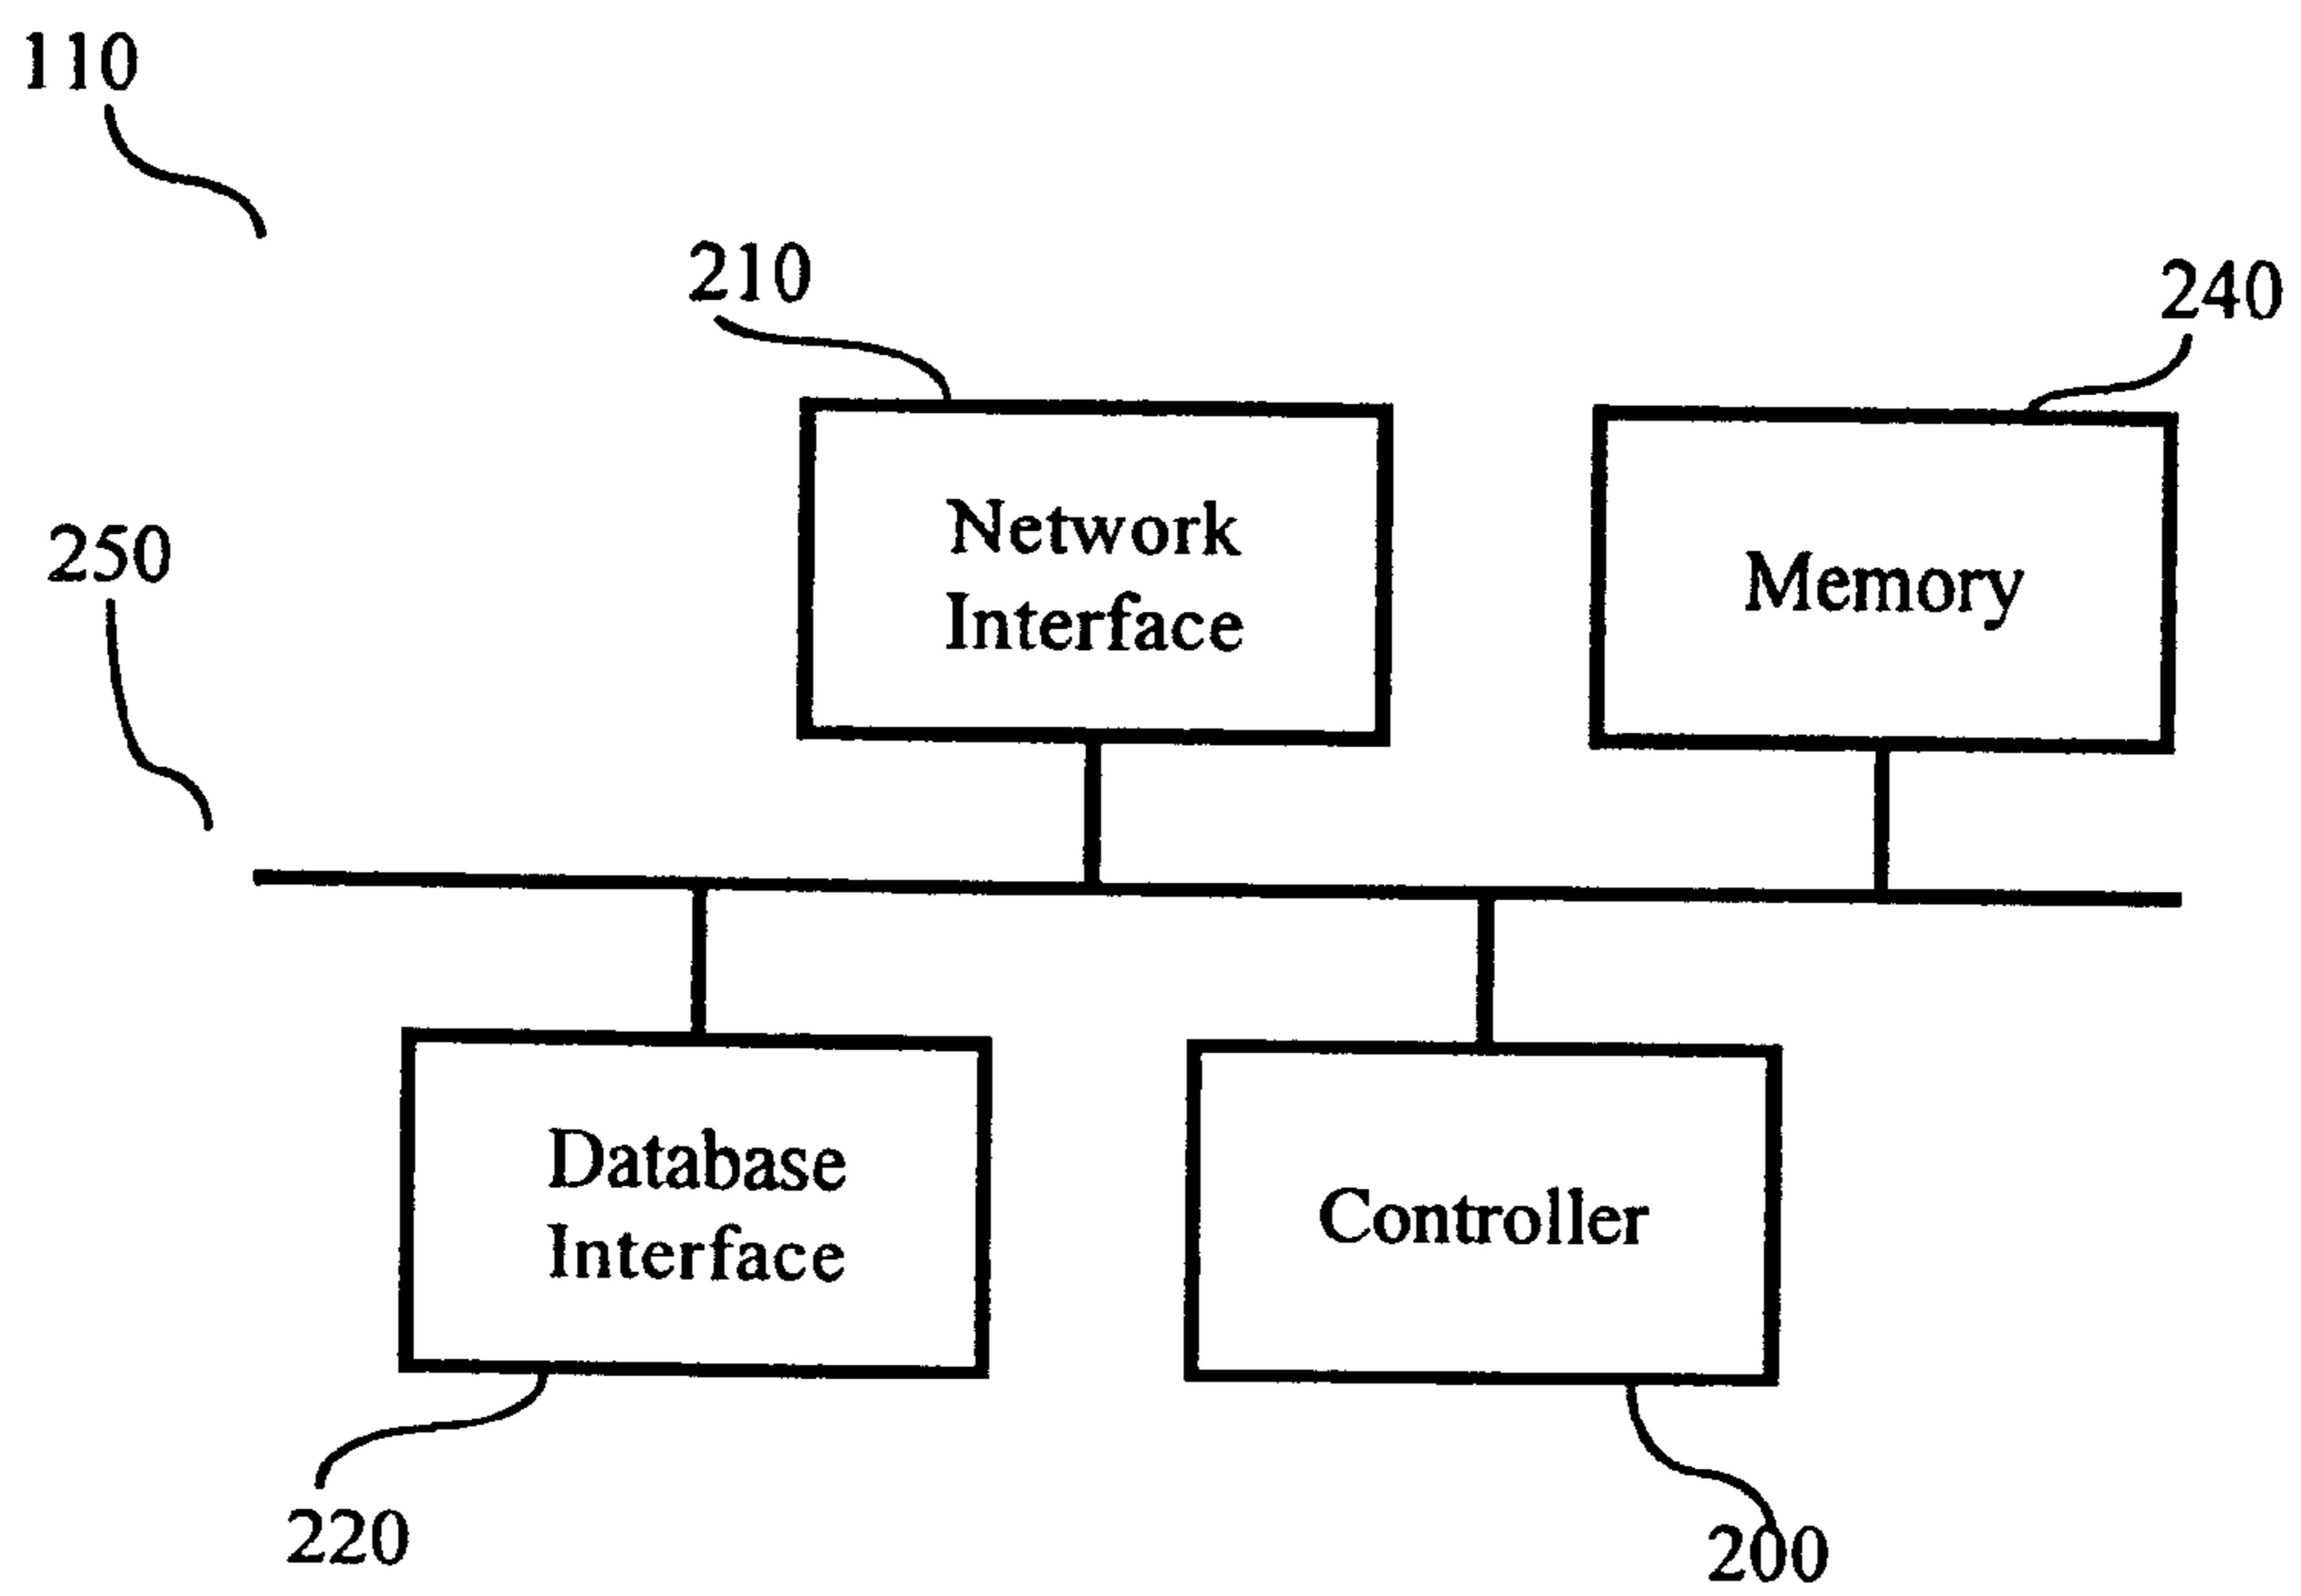 110
210
240
Network
Interface
Memory
250
Database
Interface
Controller
220
200